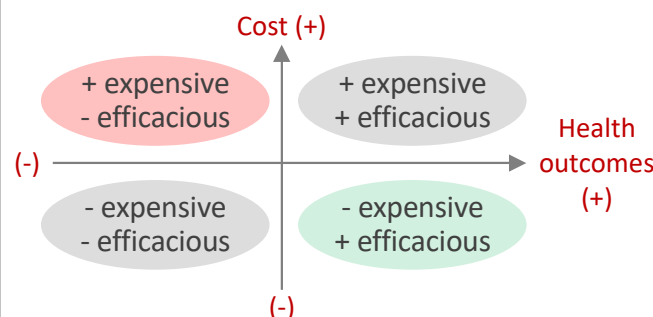 Cost (+)
+ expensive
- efficacious
+ expensive
+ efficacious
Health
outcomes
(+)
(-)
- expensive
- efficacious
- expensive
+ efficacious
(-)